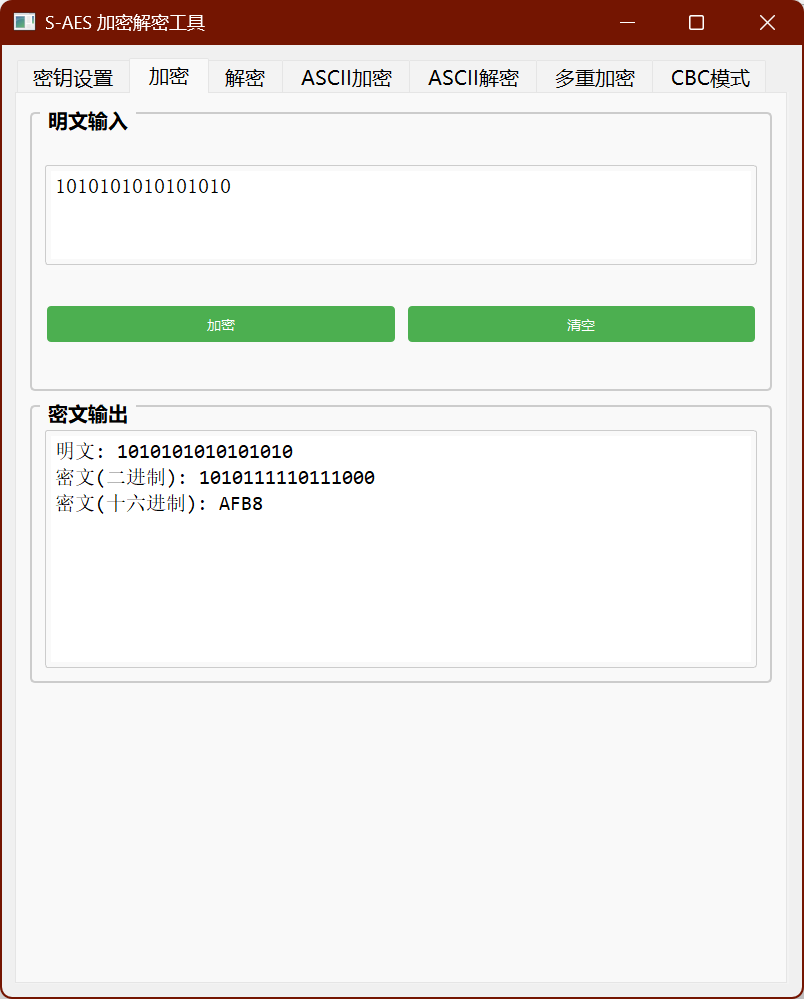 S-AES 加密解密工具
密钥设置 加密 解密 ASCII加密 ASCII解密 多重加密 CBC模式
明文输入
1010101010101010
加密 清空
密文输出
明文: 1010101010101010
密文(二进制): 1010111110111000
密文(十六进制): AFB8